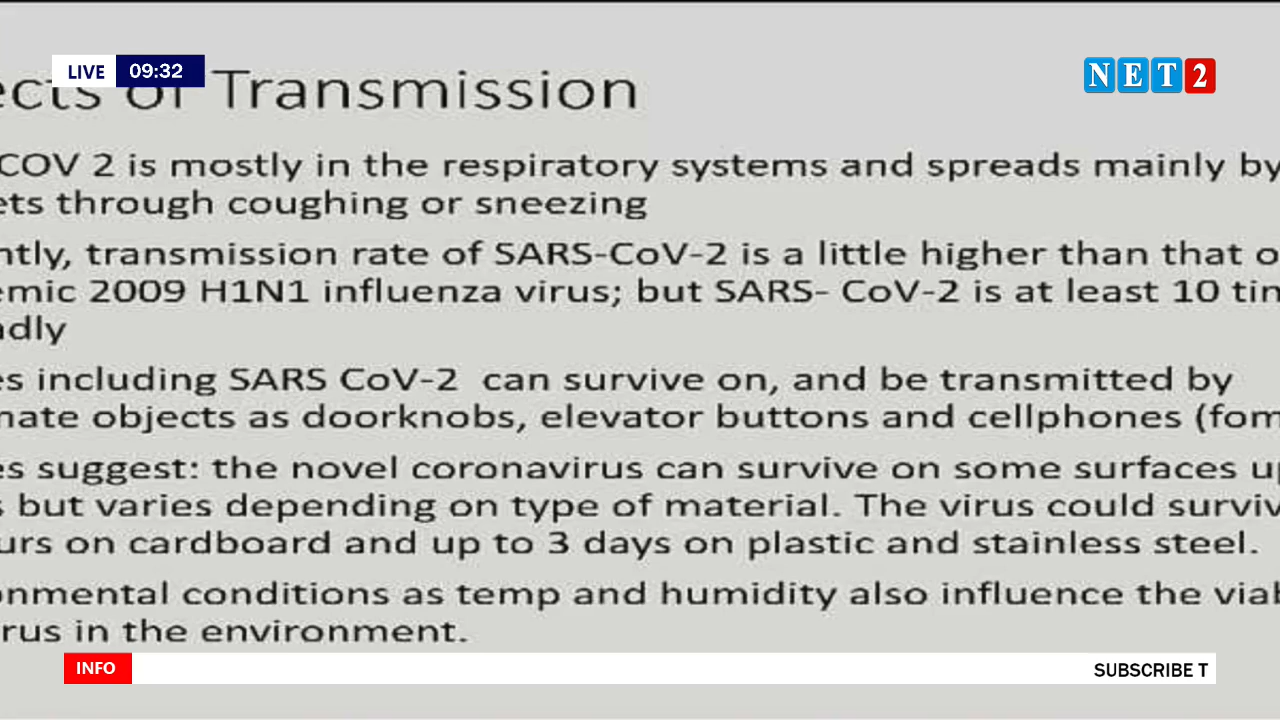 LIVE 09:32
NET2
ects of Transmission
COV 2 is mostly in the respiratory systems and spreads mainly by
ets through coughing or sneezing
ntly, transmission rate of SARS-CoV-2 is a little higher than that o
emic 2009 H1N1 influenza virus; but SARS- CoV-2 is at least 10 tin
adly
es including SARS CoV-2 can survive on, and be transmitted by
nate objects as doorknobs, elevator buttons and cellphones (fom
es suggest: the novel coronavirus can survive on some surfaces up
s but varies depending on type of material. The virus could surviv
urs on cardboard and up to 3 days on plastic and stainless steel.
onmental conditions as temp and humidity also influence the viab
irus in the environment.
INFO SUBSCRIBE T